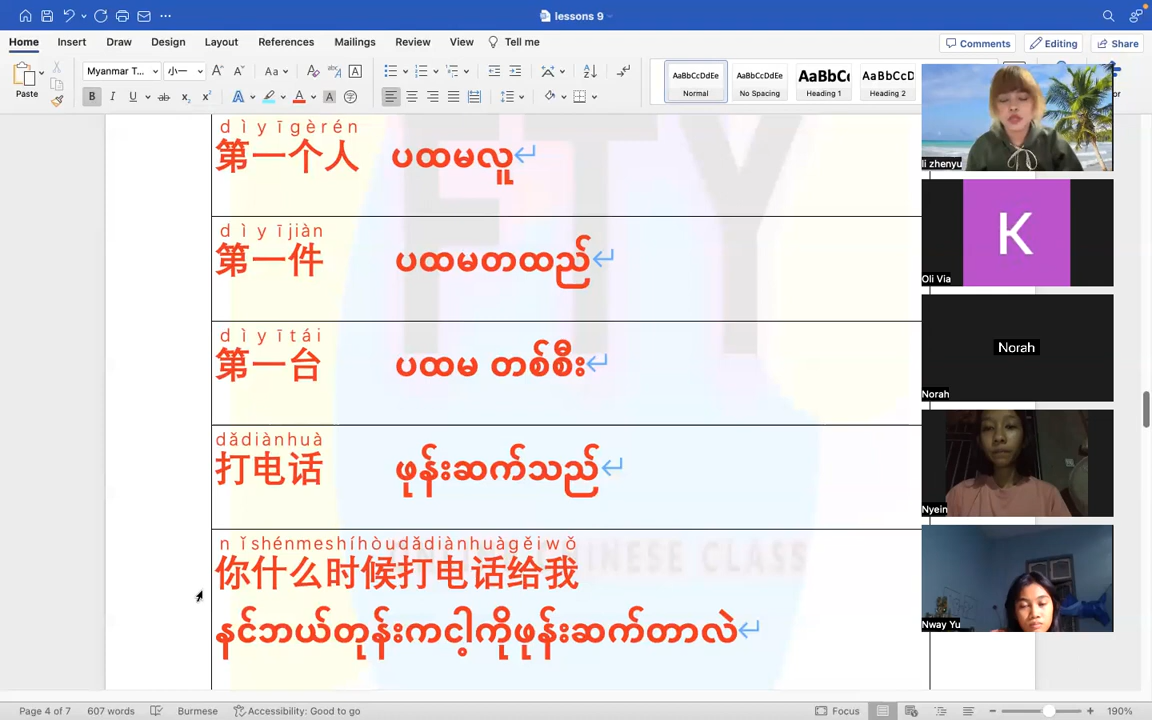 lessons 9
Home Insert Draw Design Layout References Mailings Review View Tell me Comments Editing Share
Paste
Myanmar T... 小一
AaBbCcDdEe Normal
AaBbCcDdEe No Spacing
AaBbC Heading 1
AaBbCcD Heading 2
dìyīgèrén
第一个人 ပထမလူ
dìyījiàn
第一件 ပထမတထည်
dìyītái
第一台 ပထမ တစ်စီး
dǎdiànhuà
打电话 ဖုန်းဆက်သည်
nǐshénmeshíhòudǎdiànhuàgěiwǒ
你什么时候打电话给我
နင်ဘယ်တုန်းကငါ့ကိုဖုန်းဆက်တာလဲ
FTY
CHINESE CLASS
li zhenyu
K
Oli Via
Norah
Norah
Nyein
Nway Yu
Page 4 of 7 607 words Burmese Accessibility: Good to go Focus 190%